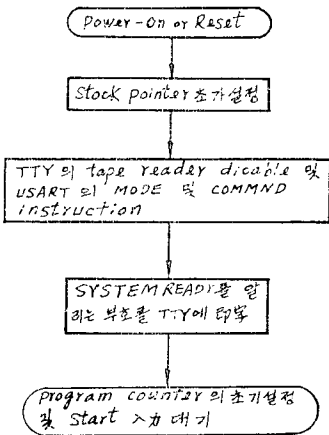 Power-On or Reset
Stock pointer 초기설정
TTY의 tape reader dicable 및
USART의 MODE 및 COMMND
instruction
SYSTEM READY를 알
리는 부호를 TTY에 印字
program counter의 초기설정
및 Start 入力 대기